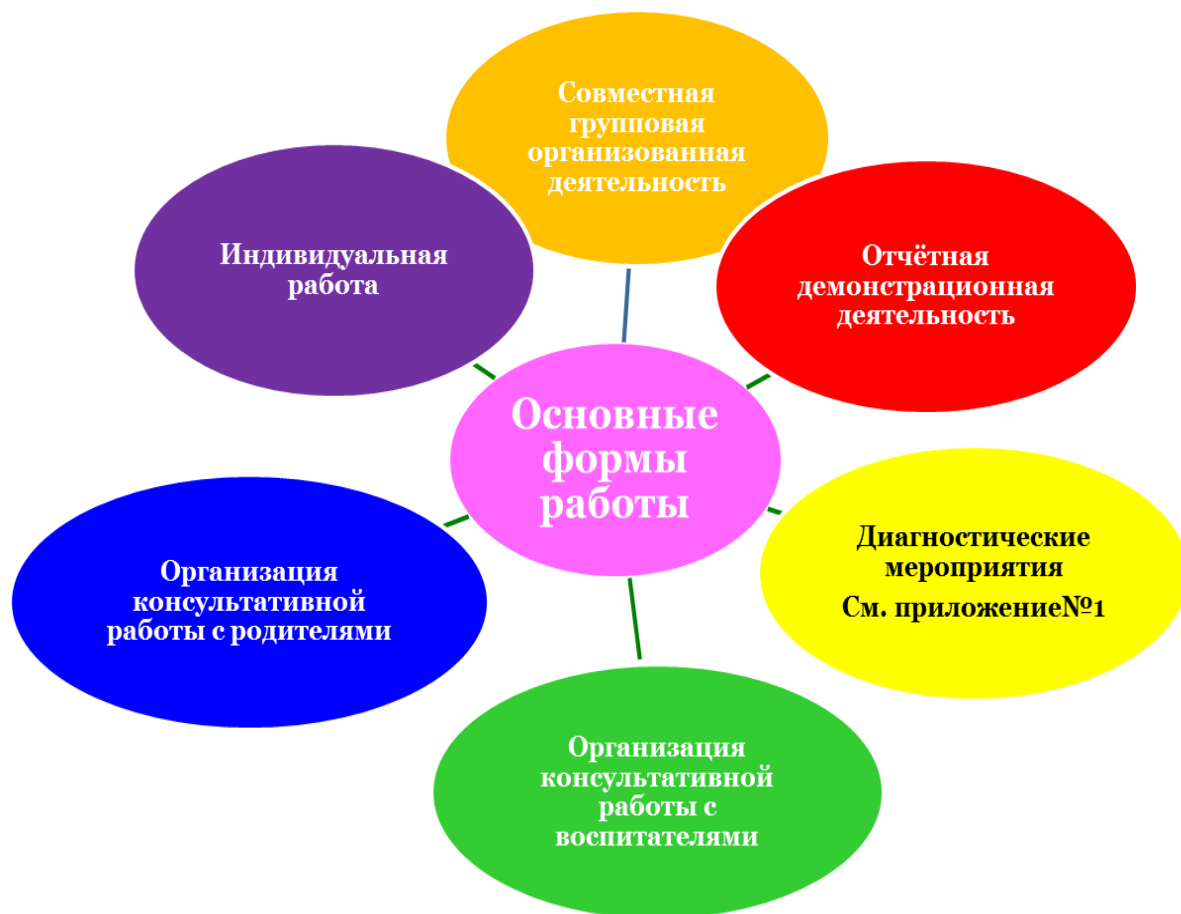 Совместная
групповая
организованная
деятельность
Индивидуальная
работа
Отчётная
демонстрационная
деятельность
Основные
формы
работы
Диагностические
мероприятия
См. приложение№1
Организация
консультативной
работы с родителями
Организация
консультативной
работы с
воспитателями